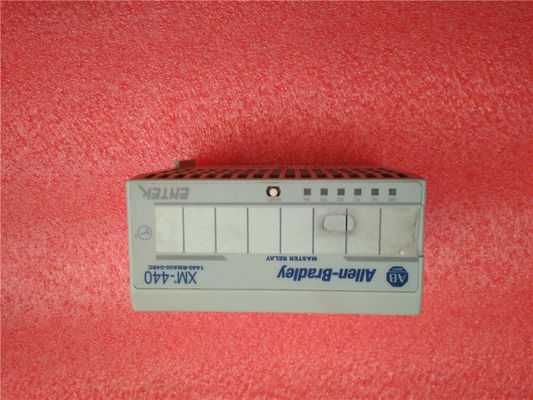 AB Allen-Bradley XM®-440
MASTER RELAY 1440-RMA00-04RC
ENTEK